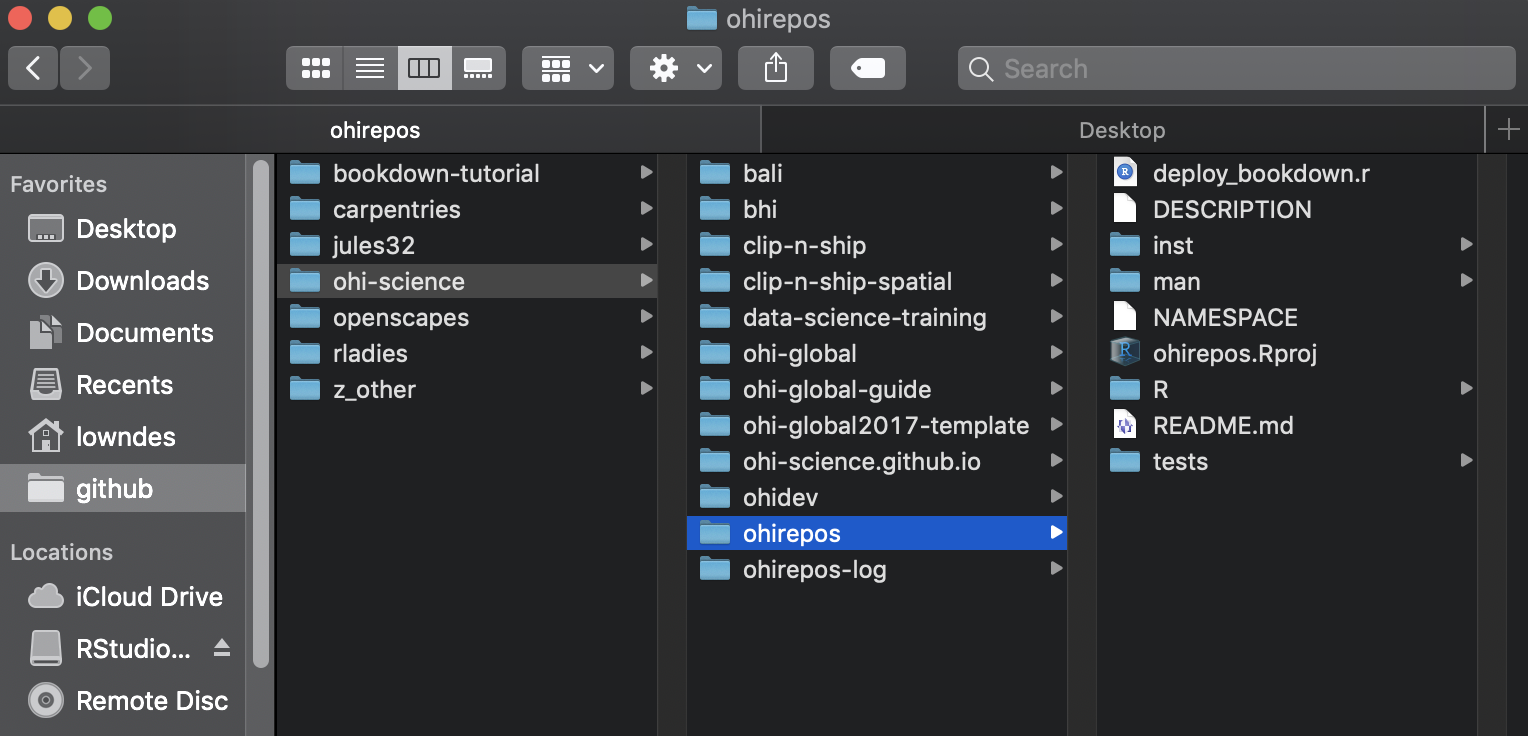 ohirepos
Search
ohirepos
Desktop
Favorites
Desktop
Downloads
Documents
Recents
lowndes
github
Locations
iCloud Drive
RStudio...
Remote Disc
bookdown-tutorial
carpentries
jules32
ohi-science
openscapes
rladies
z_other
bali
bhi
clip-n-ship
clip-n-ship-spatial
data-science-training
ohi-global
ohi-global-guide
ohi-global2017-template
ohi-science.github.io
ohidev
ohirepos
ohirepos-log
deploy_bookdown.r
DESCRIPTION
inst
man
NAMESPACE
ohirepos.Rproj
R
README.md
tests